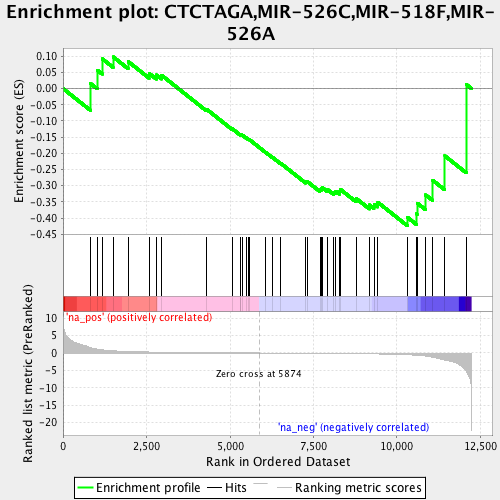 Enrichment plot: CTCTAGA,MIR-526C,MIR-518F,MIR-
526A
Enrichment score (ES)
0.10
0.05
0.00
-0.05
-0.10
-0.15
-0.20
-0.25
-0.30
-0.35
-0.40
-0.45
'na_pos' (positively correlated)
Ranked list metric (PreRanked)
10
5
0
-5
-10
-15
-20
Zero cross at 5874
'na_neg' (negatively correlated)
0
2,500
5,000
7,500
10,000
12,500
Rank in Ordered Dataset
Enrichment profile
Hits
Ranking metric scores